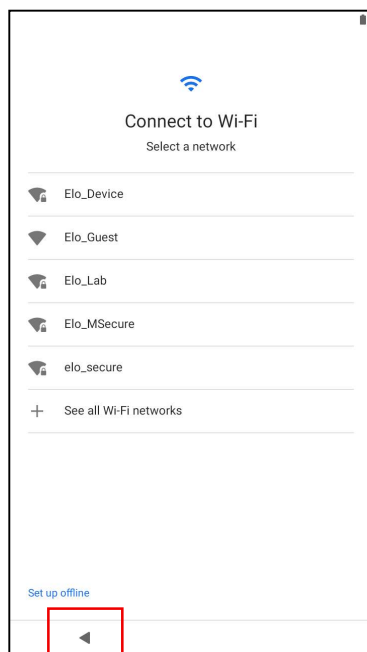 Connect to Wi-Fi
Select a network
Elo_Device
Elo_Guest
Elo_Lab
Elo_MSecure
elo_secure
See all Wi-Fi networks
Set up offline